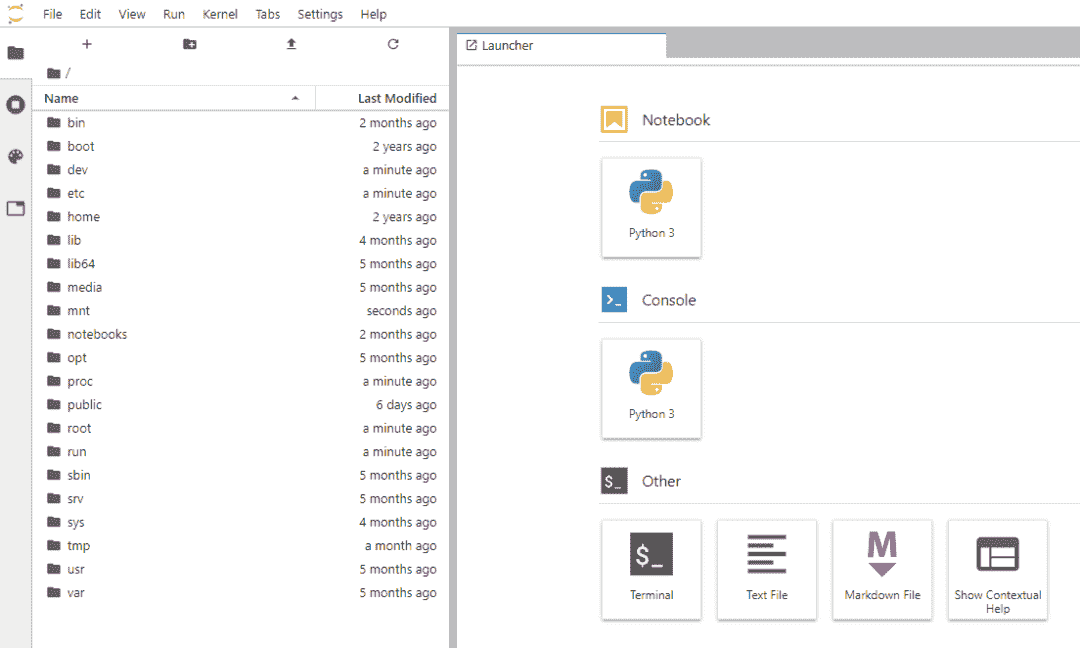 File Edit View Run Kernel Tabs Settings Help
Launcher
/
Name Last Modified
bin 2 months ago
boot 2 years ago
dev a minute ago
etc a minute ago
home 2 years ago
lib 4 months ago
lib64 5 months ago
media 5 months ago
mnt seconds ago
notebooks 2 months ago
opt 5 months ago
proc a minute ago
public 6 days ago
root a minute ago
run a minute ago
sbin 5 months ago
srv 5 months ago
sys 4 months ago
tmp a month ago
usr 5 months ago
var 5 months ago
Notebook
Python 3
Console
Python 3
$_ Other
$_
Terminal
Text File
M
Markdown File
Show Contextual
Help